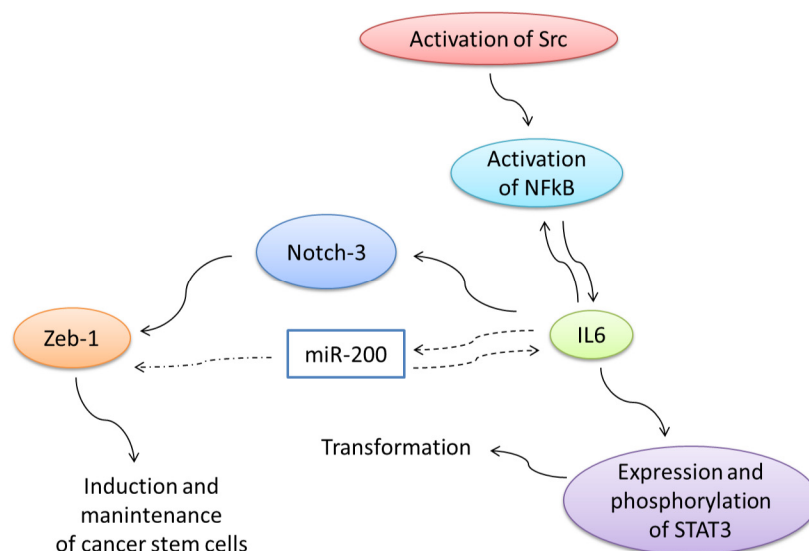 Activation of Src
Activation
of NFkB
Notch-3
Zeb-1
miR-200
IL6
Transformation
Expression and
phosphorylation
of STAT3
Induction and
manintenance
of cancer stem cells